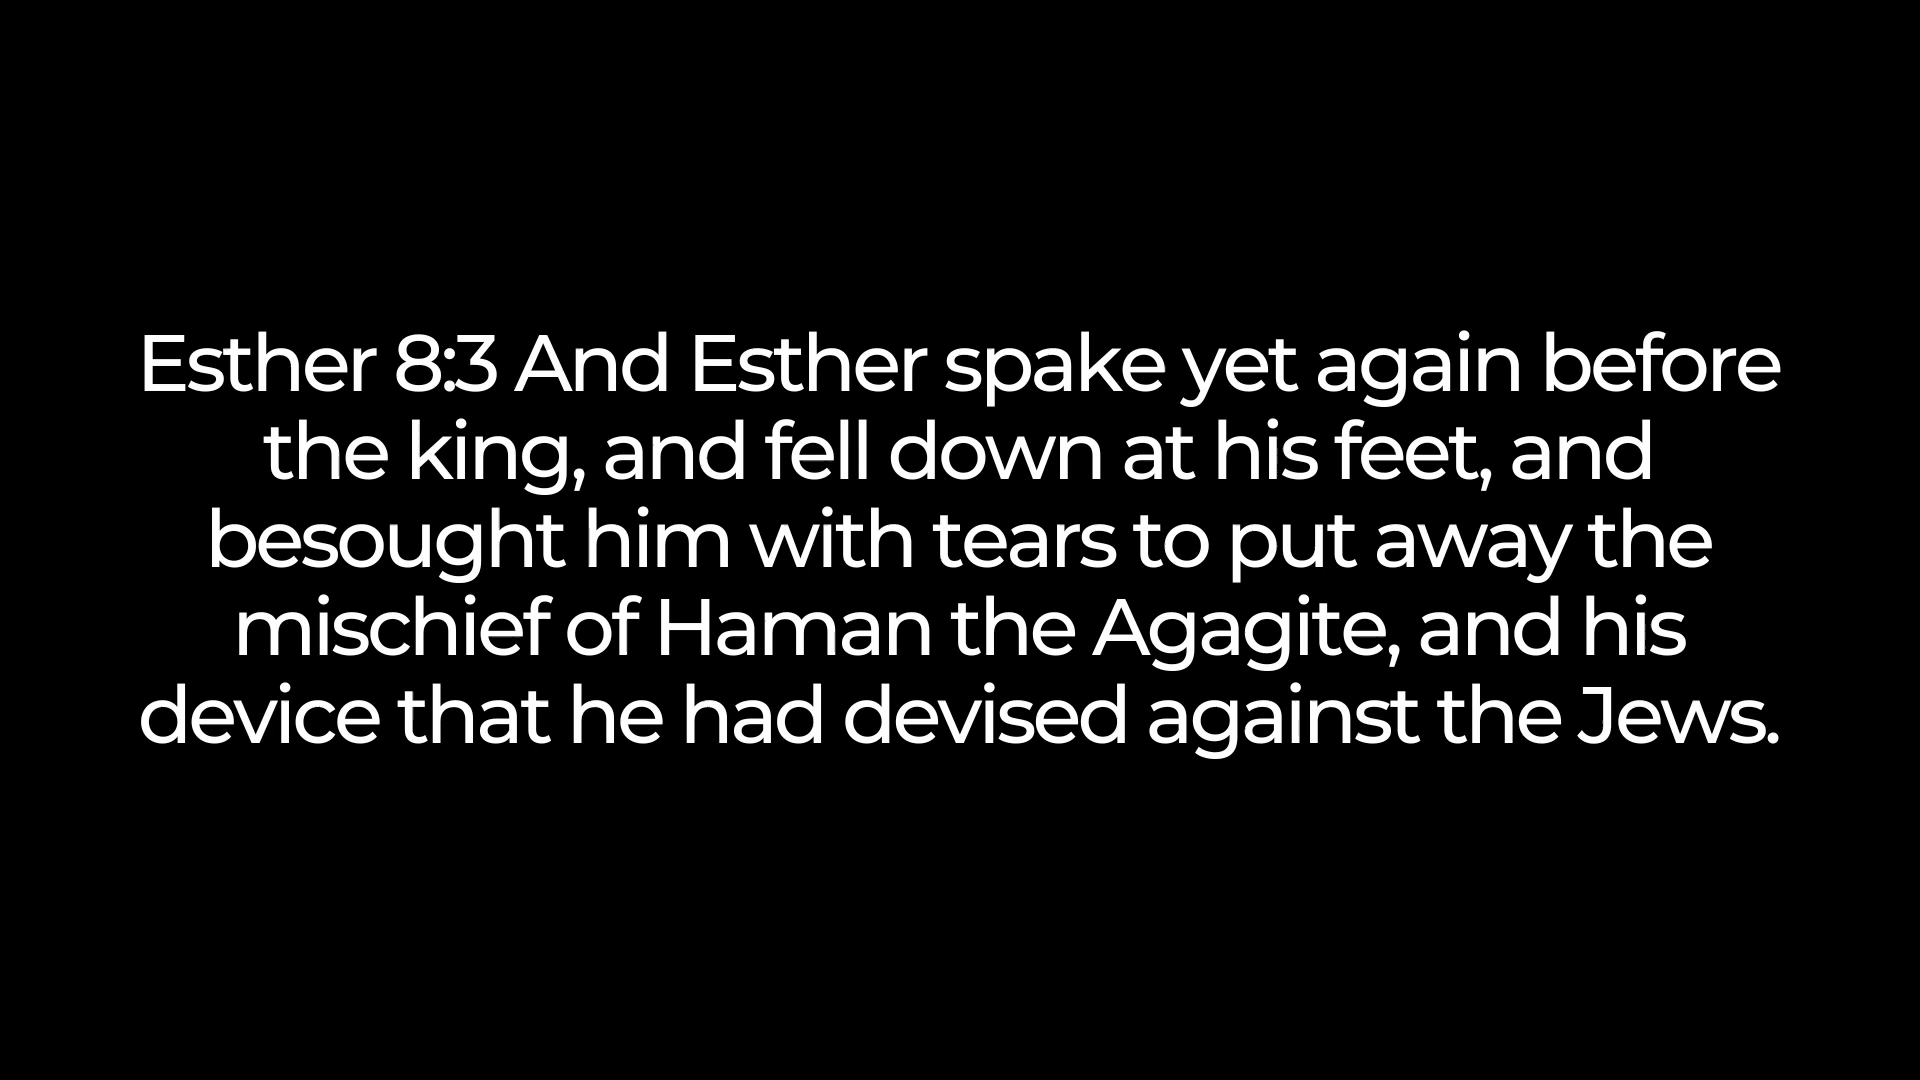 Esther 8:3 And Esther spake yet again before
the king, and fell down at his feet, and
besought him with tears to put away the
mischief of Haman the Agagite, and his
device that he had devised against the Jews.